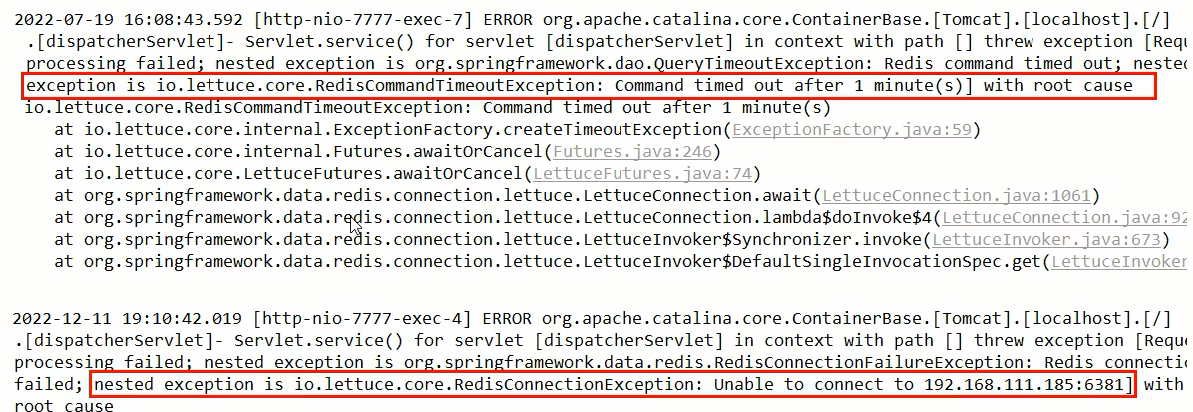 2022-07-19 16:08:43.592 [http-nio-7777-exec-7] ERROR org.apache.catalina.core.ContainerBase.[Tomcat].[localhost].[/]
.[dispatcherServlet]- Servlet.service() for servlet [dispatcherServlet] in context with path [] threw exception [Requ
processing failed; nested exception is org.springframework.dao.QueryTimeoutException: Redis command timed out; nested
exception is io.lettuce.core.RedisCommandTimeoutException: Command timed out after 1 minute(s)] with root cause
io.lettuce.core.RedisCommandTimeoutException: Command timed out after 1 minute(s)
at io.lettuce.core.internal.ExceptionFactory.createTimeoutException(ExceptionFactory.java:59)
at io.lettuce.core.internal.Futures.awaitOrCancel(Futures.java:246)
at io.lettuce.core.LettuceFutures.awaitOrCancel(LettuceFutures.java:74)
at org.springframework.data.redis.connection.lettuce.LettuceConnection.await(LettuceConnection.java:1061)
at org.springframework.data.redis.connection.lettuce.LettuceConnection.lambda$doInvoke$4(LettuceConnection.java:92
at org.springframework.data.redis.connection.lettuce.LettuceInvoker$Synchronizer.invoke(LettuceInvoker.java:673)
at org.springframework.data.redis.connection.lettuce.LettuceInvoker$DefaultSingleInvocationSpec.get(LettuceInvoker
2022-12-11 19:10:42.019 [http-nio-7777-exec-4] ERROR org.apache.catalina.core.ContainerBase.[Tomcat].[localhost].[/]
.[dispatcherServlet]- Servlet.service() for servlet [dispatcherServlet] in context with path [] threw exception [Reque
processing failed; nested exception is org.springframework.data.redis.RedisConnectionFailureException: Redis connectio
failed; nested exception is io.lettuce.core.RedisConnectionException: Unable to connect to 192.168.111.185:6381] with
root cause